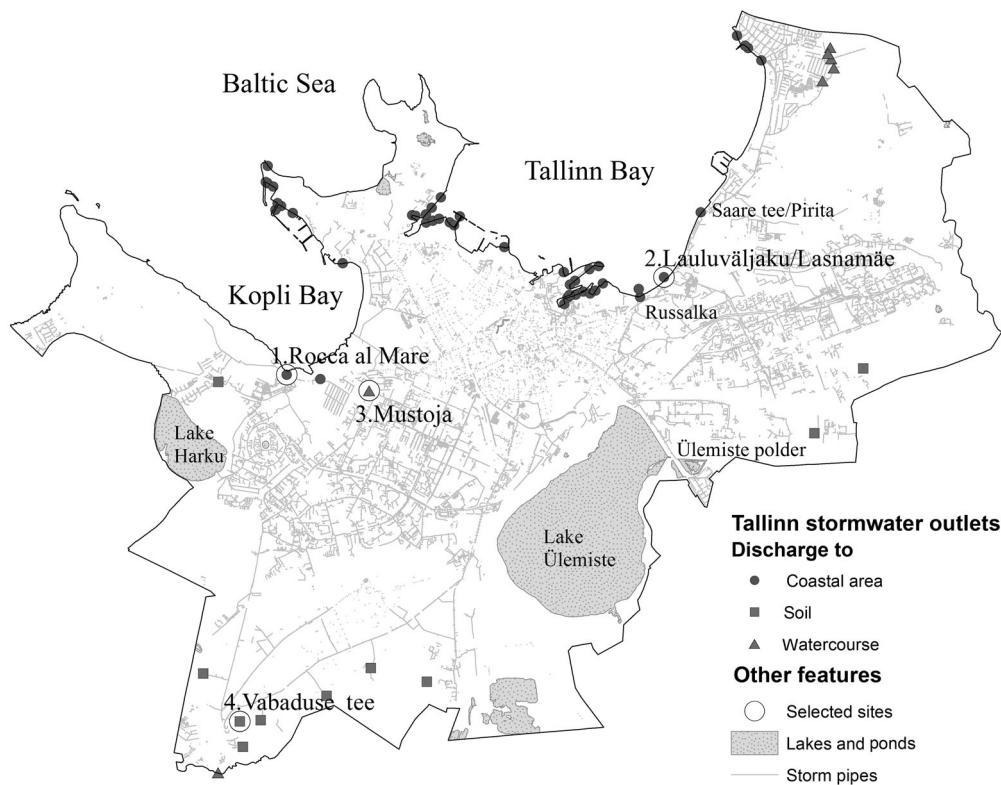 Baltic Sea
Tallinn Bay
Saare tee/Pirita
2.Lauluväljaku/Lasnamäe
Kopli Bay
Russalka
1.Rocca al Mare
3.Mustoja
Lake
Harku
Ülemiste polder
Lake
Ülemiste
4.Vabaduse tee
Tallinn stormwater outlets
Discharge to
Coastal area
Soil
Watercourse
Other features
Selected sites
Lakes and ponds
Storm pipes